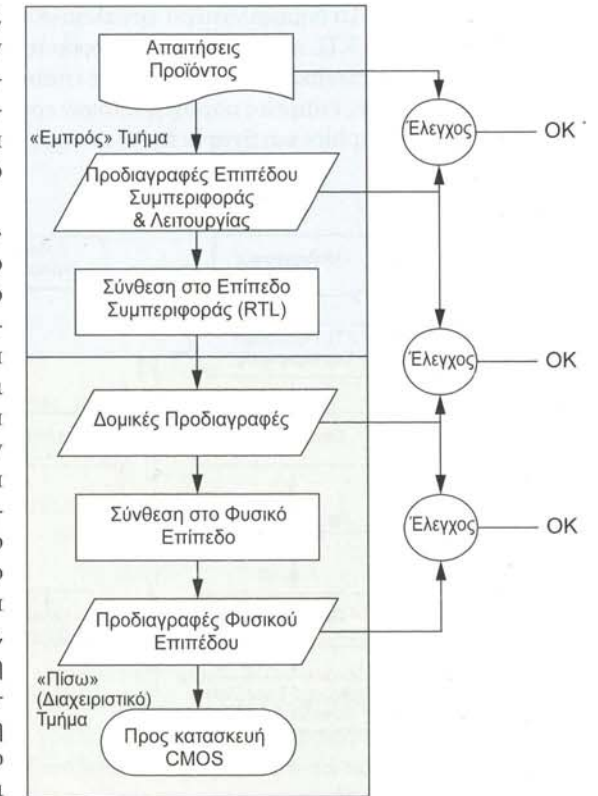 Απαιτήσεις
Προϊόντος
Έλεγχος
OK
«Εμπρός» Τμήμα
Προδιαγραφές Επιπέδου
Συμπεριφοράς
& Λειτουργίας
Σύνθεση στο Επίπεδο
Συμπεριφοράς (RTL)
Έλεγχος
OK
Δομικές Προδιαγραφές
Σύνθεση στο Φυσικό
Επίπεδο
Έλεγχος
OK
Προδιαγραφές Φυσικού
Επιπέδου
«Πίσω»
(Διαχειριστικό)
Τμήμα
Προς κατασκευή
CMOS